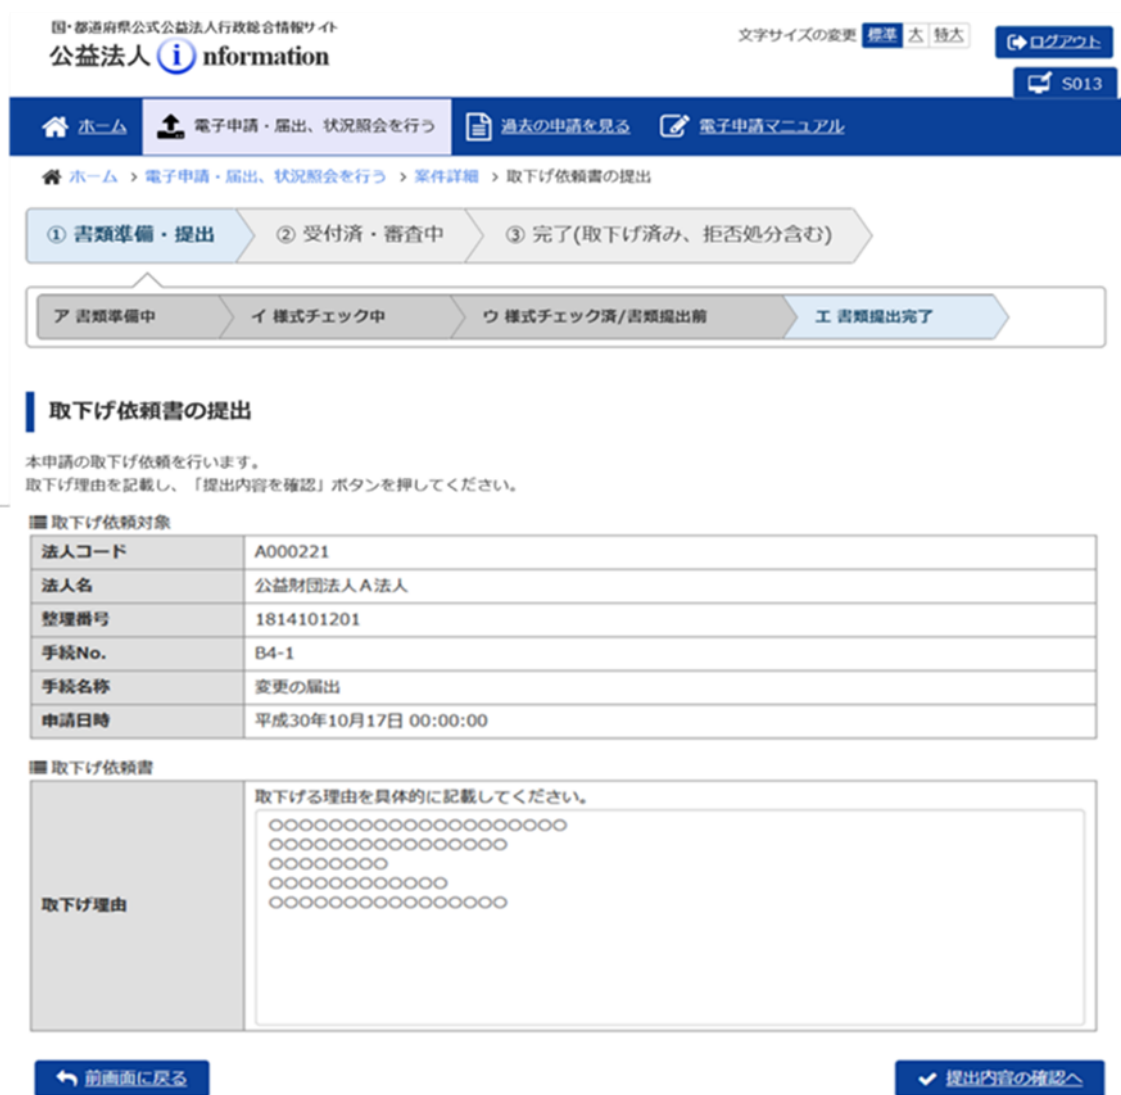 国・都道府県公式公益法人行政総合情報サイト
公益法人 information
文字サイズの変更 標準 大 特大
ログアウト
S013
ホーム 電子申請・届出、状況照会を行う 過去の申請を見る 電子申請マニュアル
ホーム > 電子申請・届出、状況照会を行う > 案件詳細 > 取下げ依頼書の提出
① 書類準備・提出 ② 受付済・審査中 ③ 完了(取下げ済み、拒否処分含む)
ア 書類準備中 イ 様式チェック中 ウ 様式チェック済/書類提出前 エ 書類提出完了
取下げ依頼書の提出
本申請の取下げ依頼を行います。
取下げ理由を記載し、「提出内容を確認」ボタンを押してください。
取下げ依頼対象
法人コード A000221
法人名 公益財団法人A法人
整理番号 1814101201
手続No. B4-1
手続名称 変更の届出
申請日時 平成30年10月17日 00:00:00
取下げ依頼書
取下げる理由を具体的に記載してください。
○○○○○○○○○○○○○○○○○○○○
○○○○○○○○○○○○○○○○
○○○○○○○○
○○○○○○○○○○○○
○○○○○○○○○○○○○○○○
取下げ理由
前画面に戻る 提出内容の確認へ